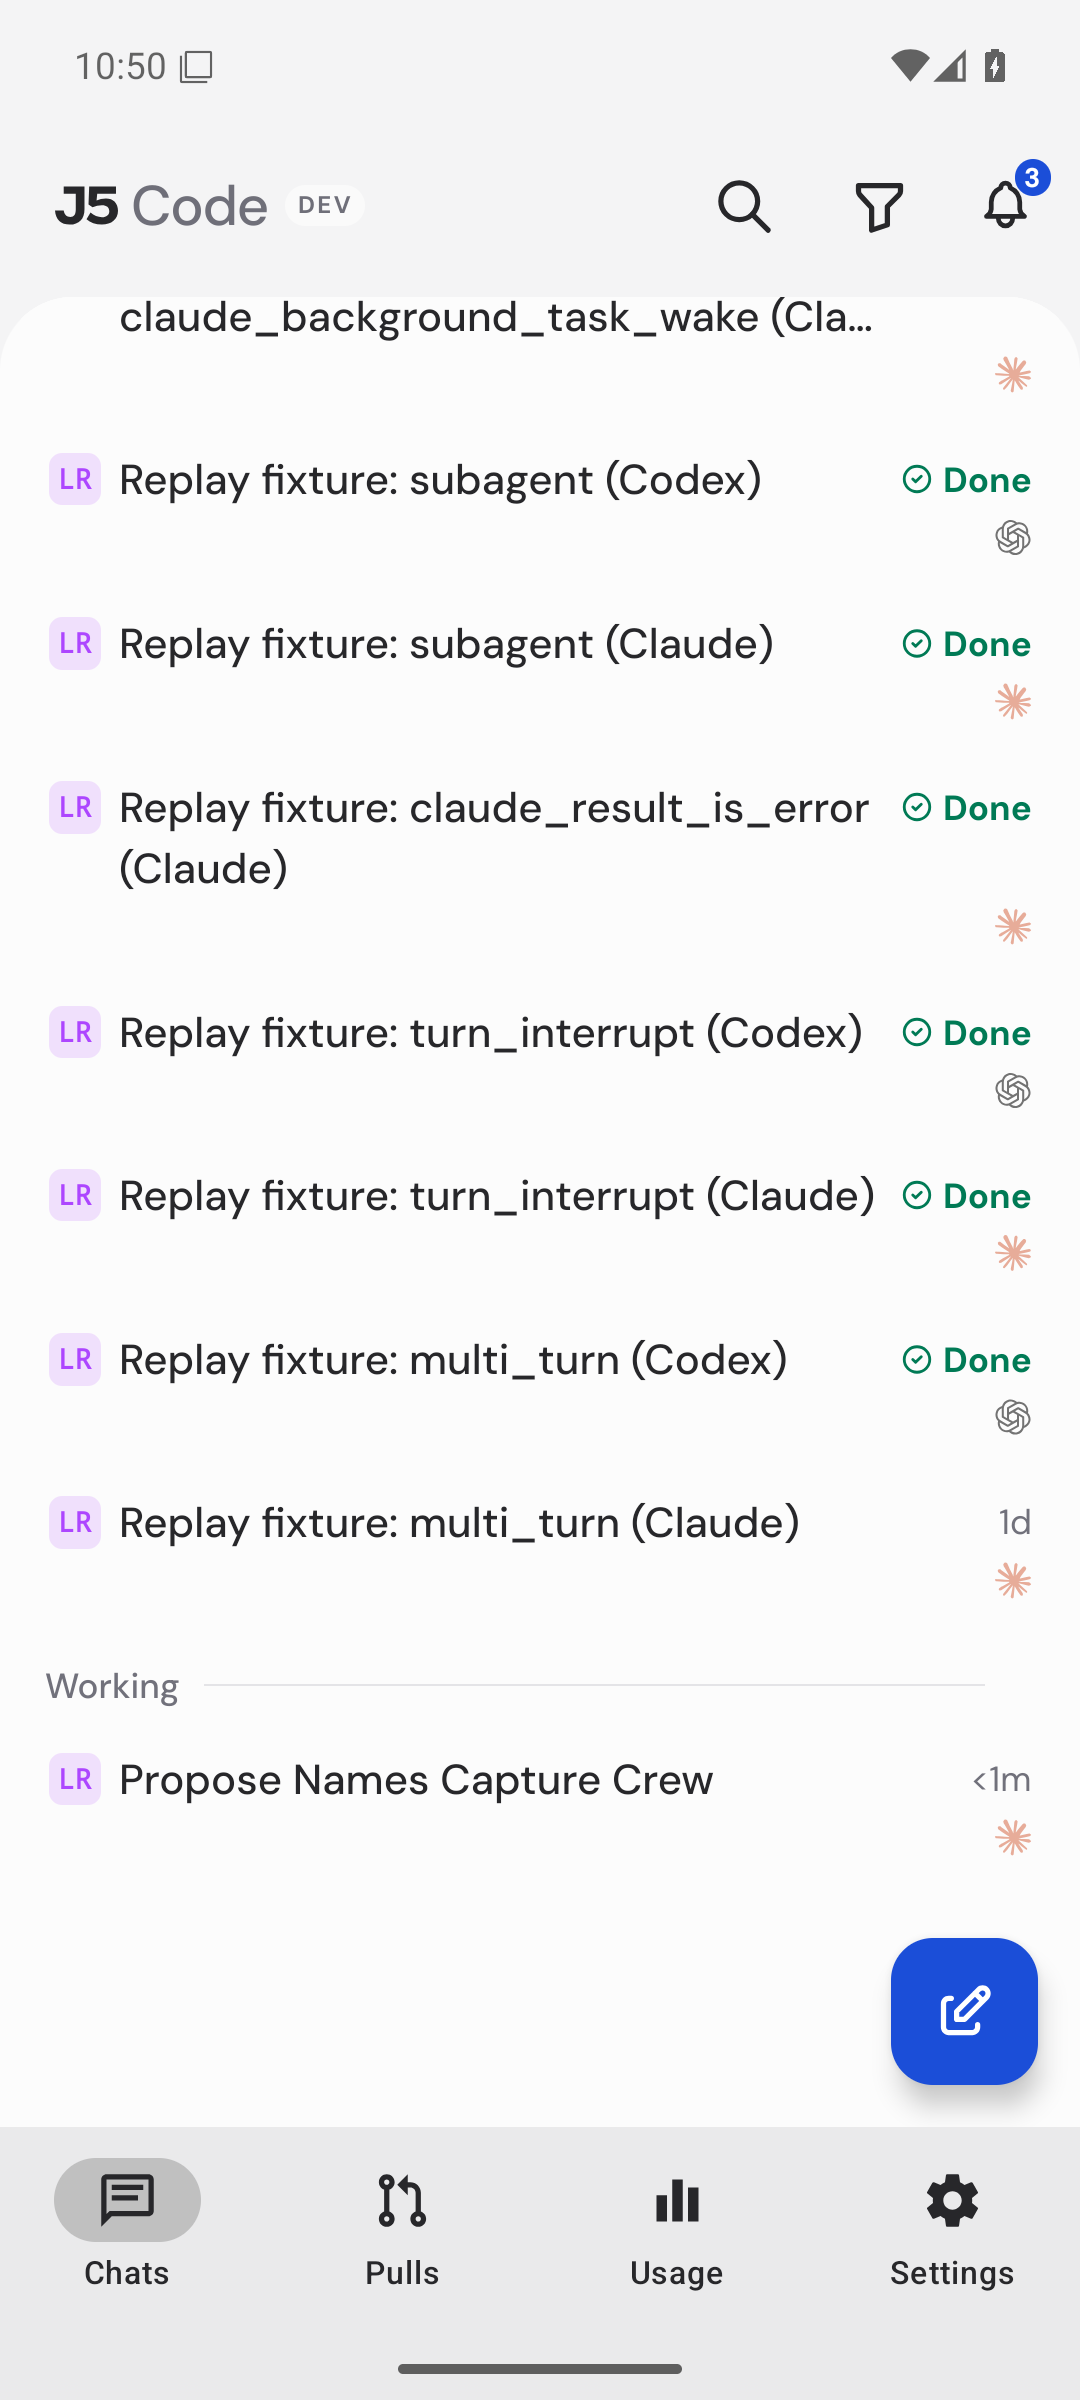 10:50
J5 Code DEV
3
claude_background_task_wake (Cla...
LR Replay fixture: subagent (Codex) Done
LR Replay fixture: subagent (Claude) Done
LR Replay fixture: claude_result_is_error Done
(Claude)
LR Replay fixture: turn_interrupt (Codex) Done
LR Replay fixture: turn_interrupt (Claude) Done
LR Replay fixture: multi_turn (Codex) Done
LR Replay fixture: multi_turn (Claude) 1d
Working
LR Propose Names Capture Crew <1m
Chats Pulls Usage Settings